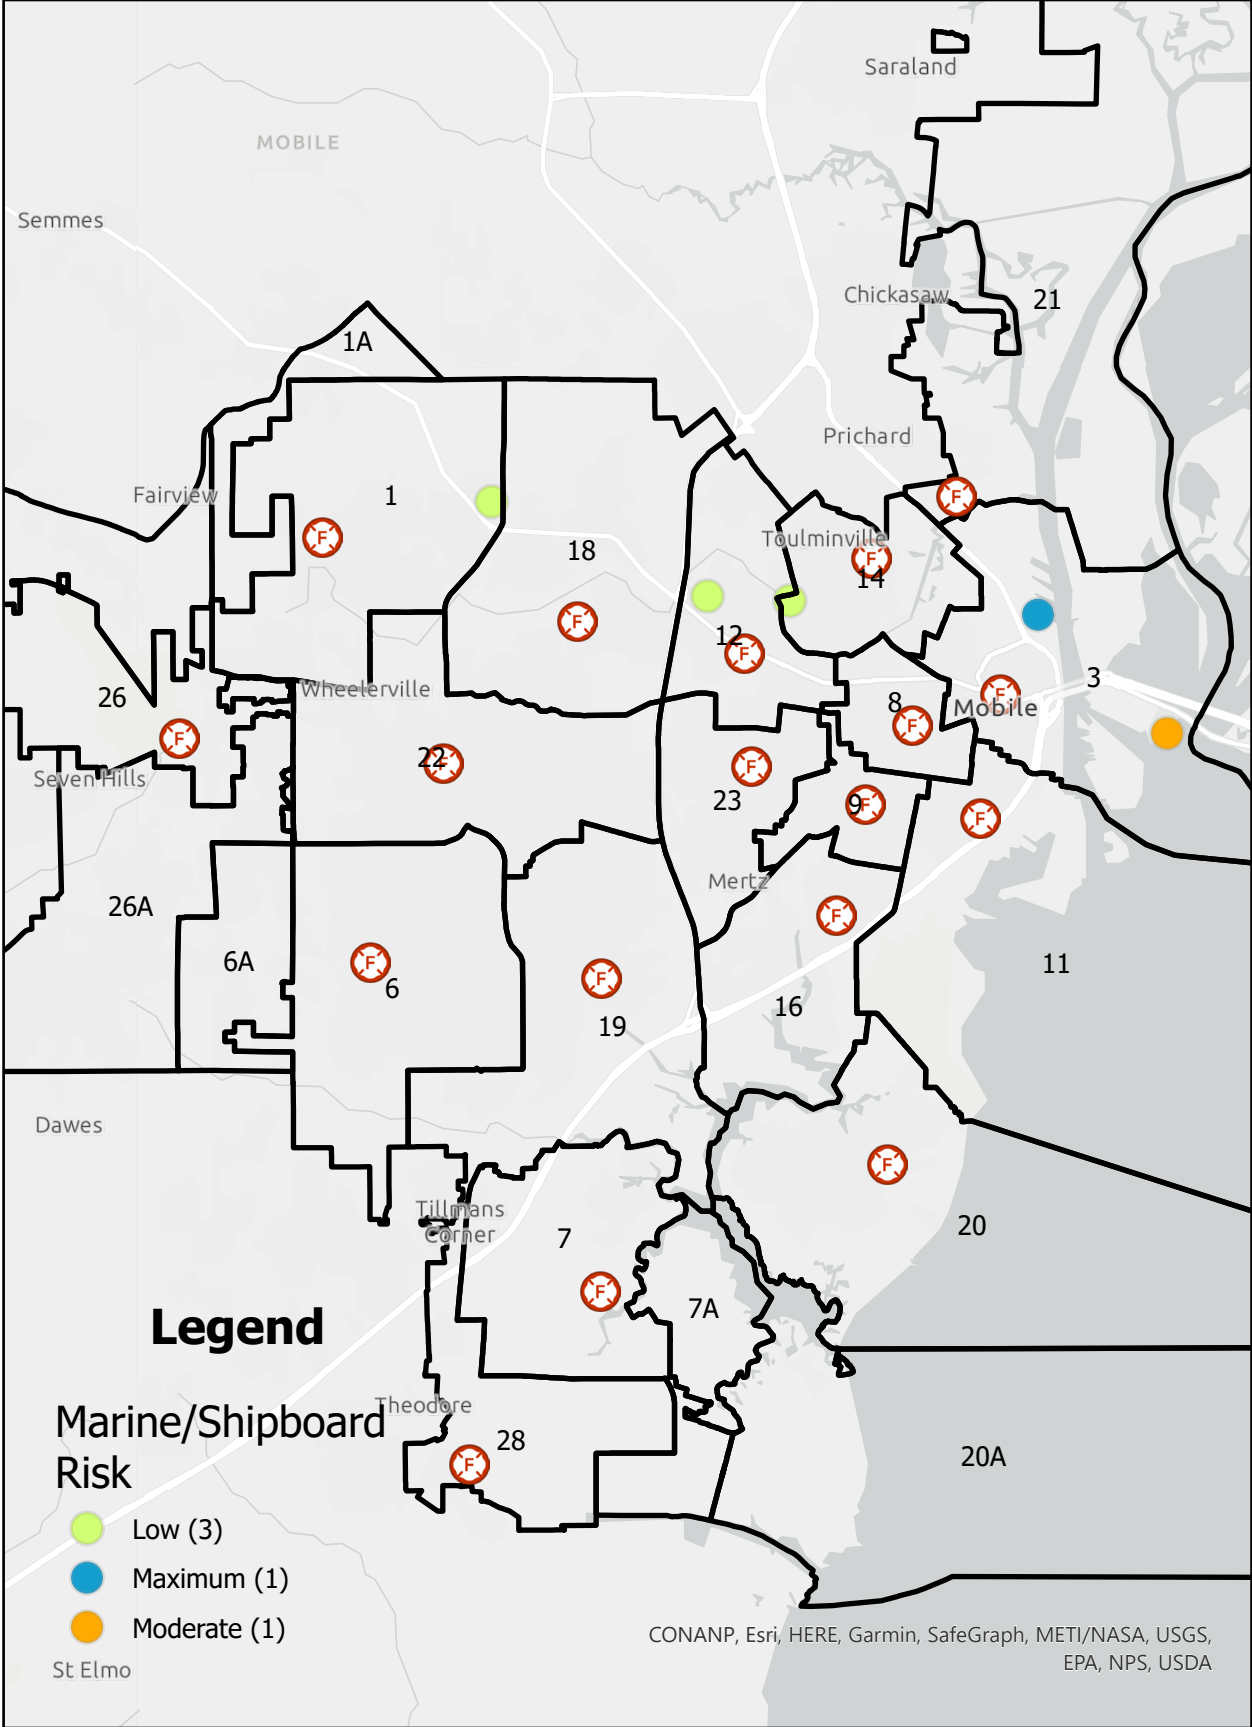 Saraland
MOBILE
Semmes
Chickasaw
21
1A
Prichard
Fairview
1
F
F
18
Toulminville
F
14
F
12
F
3
26
Wheelerville
8
F
Mobile
F
F
22
F
F
Seven Hills
23
9
F
F
Mertz
26A
F
6A
F
6
F
11
16
19
Dawes
F
Tillmans
Corner
7
20
F
7A
Legend
Theodore
Marine/Shipboard
Risk
28
F
20A
Low (3)
Maximum (1)
Moderate (1)
CONANP, Esri, HERE, Garmin, SafeGraph, METI/NASA, USGS,
EPA, NPS, USDA
St Elmo